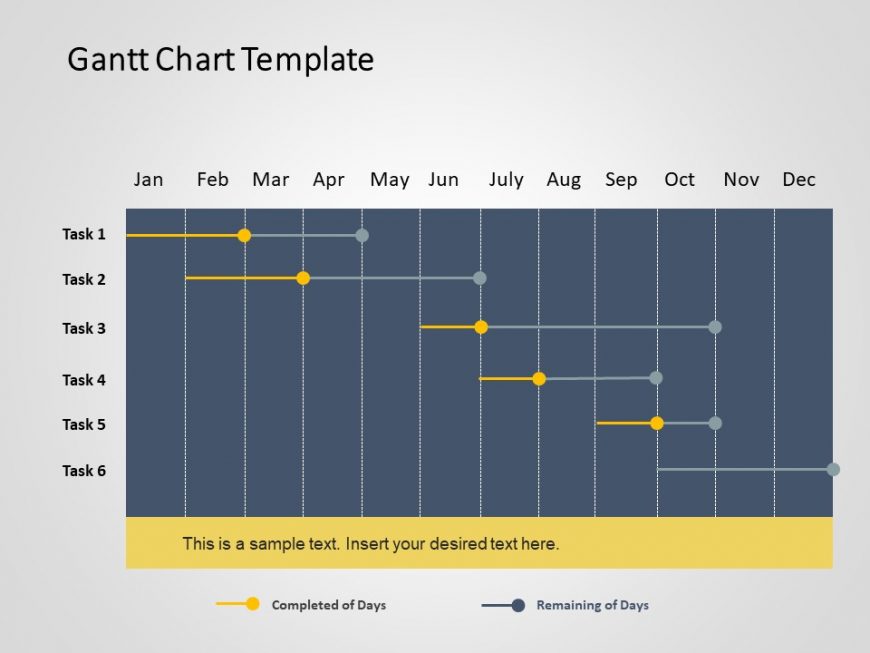 Gantt Chart Template
Jan Feb Mar Apr May Jun July Aug Sep Oct Nov Dec
Task 1
Task 2
Task 3
Task 4
Task 5
Task 6
This is a sample text. Insert your desired text here.
Completed of Days Remaining of Days